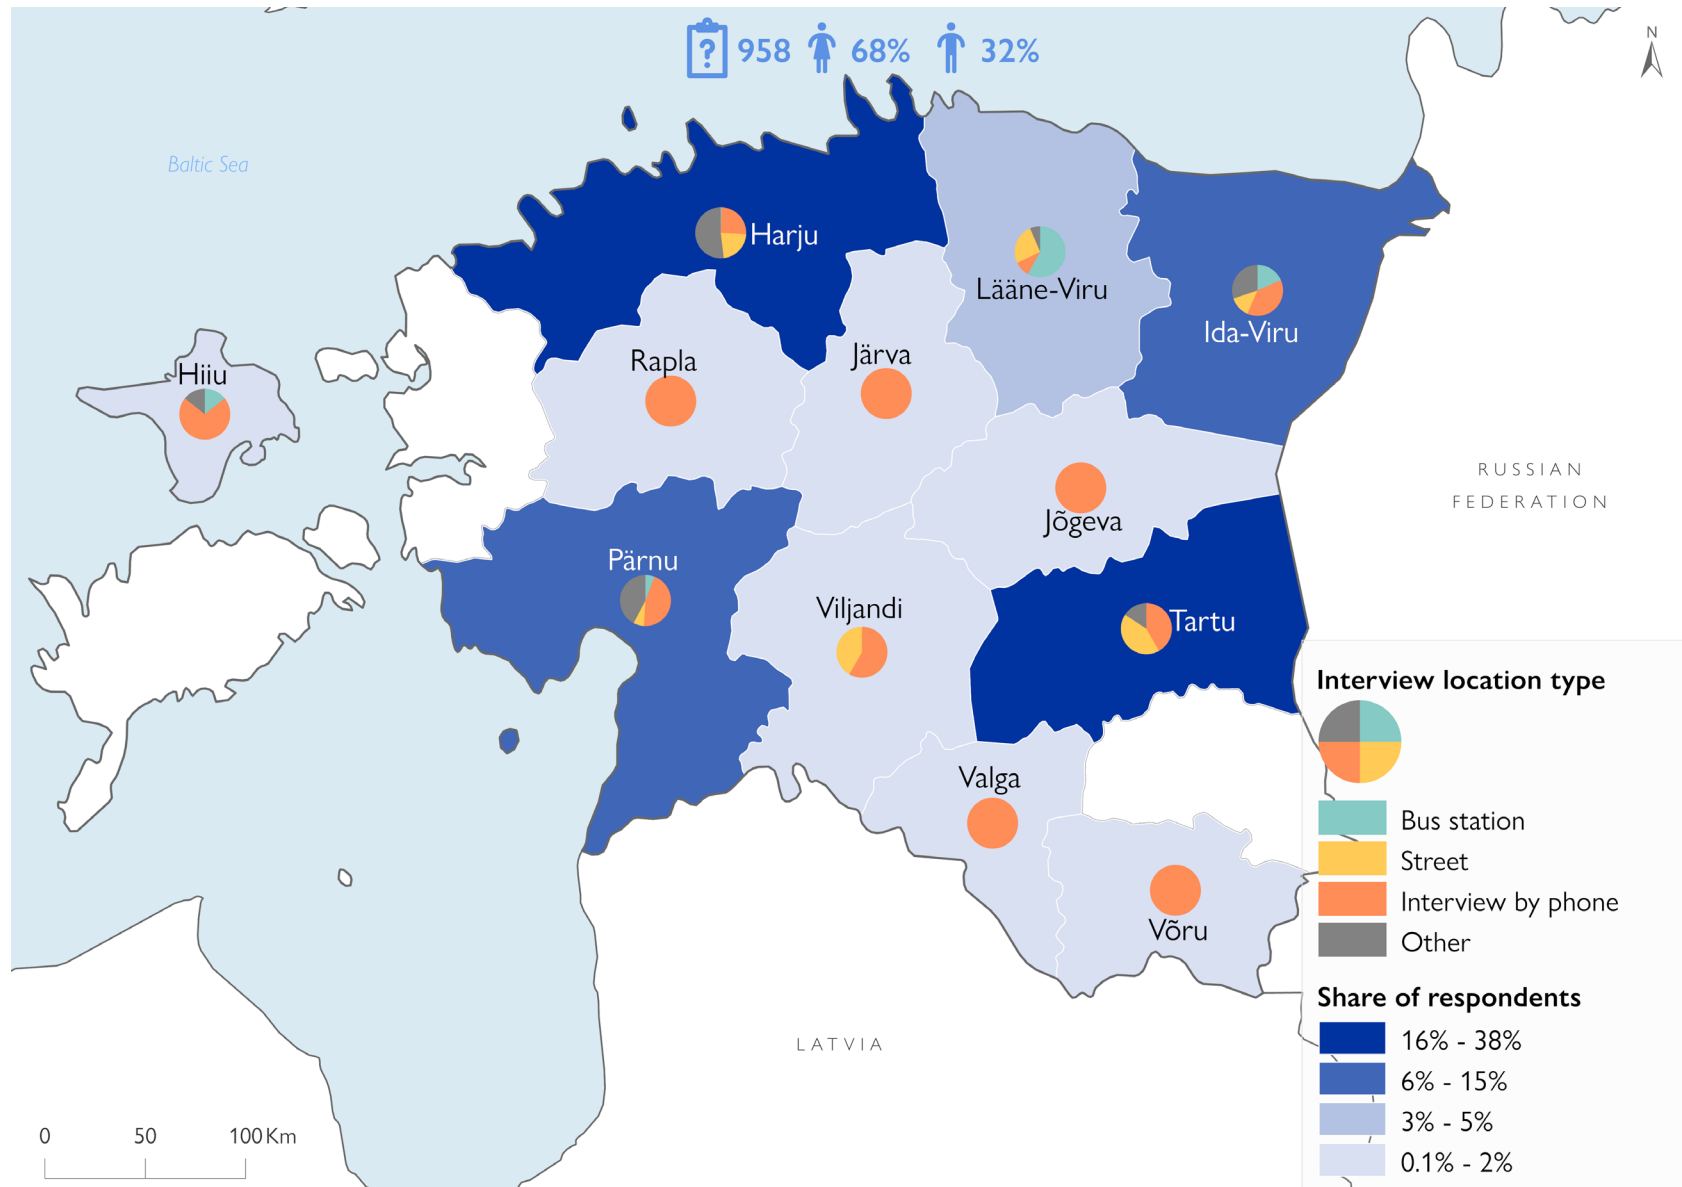 958 68% 32%
N
Baltic Sea
Harju
Lääne-Viru
Ida-Viru
Rapla
Järva
Hiiu
RUSSIAN
FEDERATION
Jõgeva
Pärnu
Viljandi
Tartu
Valga
Võru
LATVIA
0 50 100 Km
Interview location type
Bus station
Street
Interview by phone
Other
Share of respondents
16% - 38%
6% - 15%
3% - 5%
0.1% - 2%